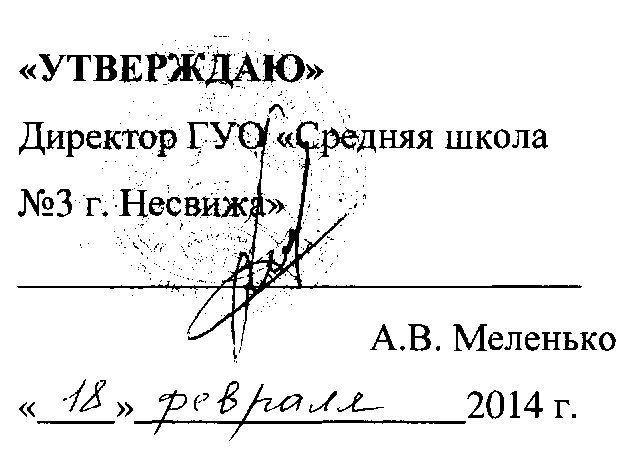 «УТВЕРЖДАЮ»
Директор ГУО «Средняя школа
№3 г. Несвижа»
А.В. Меленько
«18» февраля 2014 г.